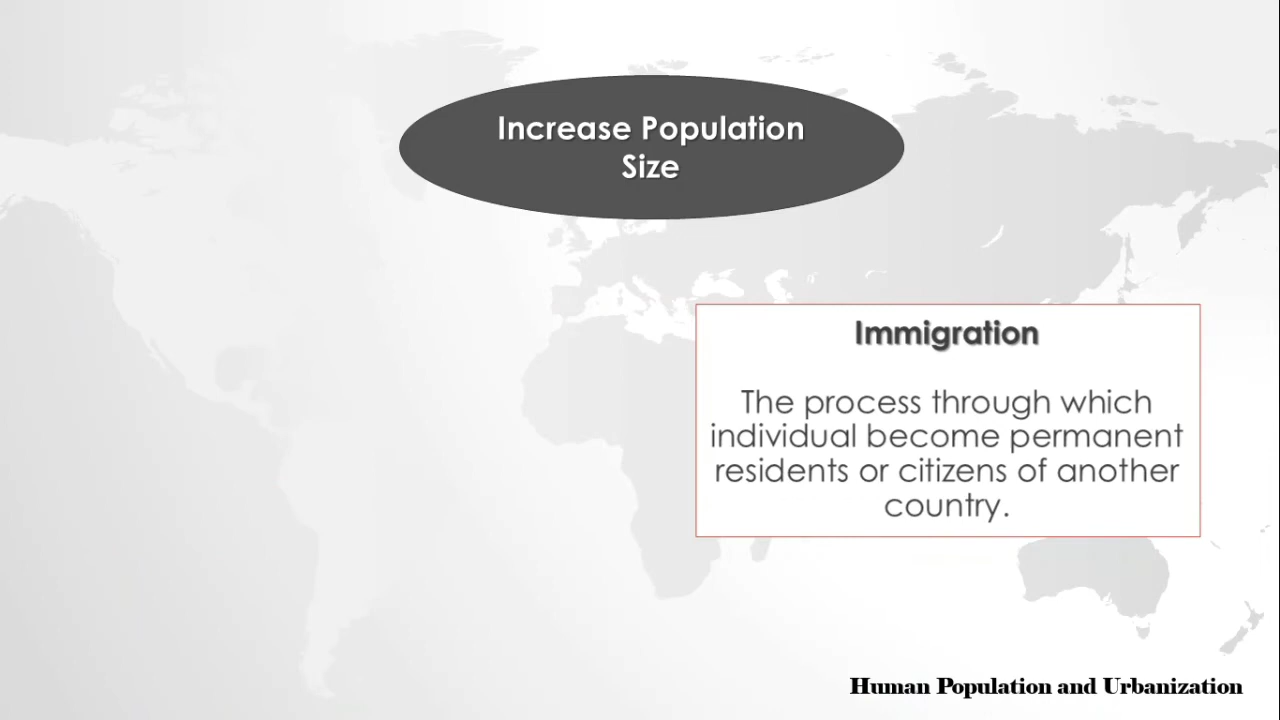 Increase Population
Size
Immigration
The process through which
individual become permanent
residents or citizens of another
country.
Human Population and Urbanization